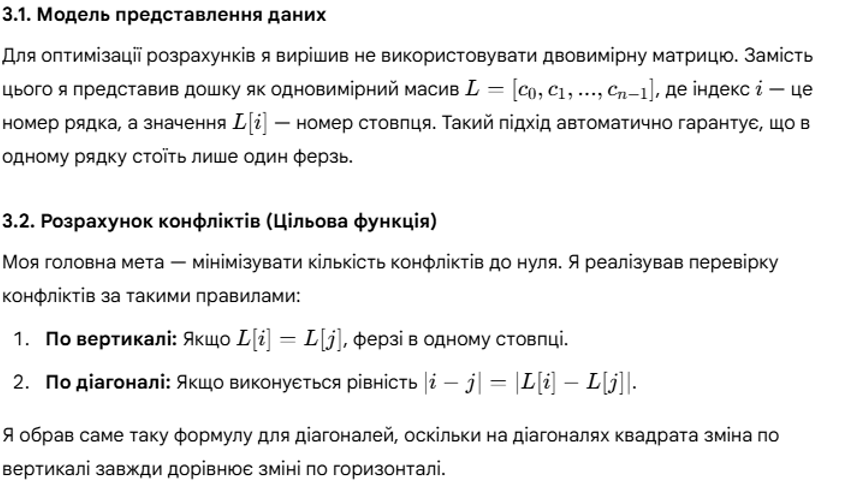 3.1. Модель представлення даних
Для оптимізації розрахунків я вирішив не використовувати двовимірну матрицю. Замість
цього я представив дошку як одновимірний масив L = [c₀, c₁, ..., cₙ₋₁], де індекс i — це
номер рядка, а значення L[i] — номер стовпця. Такий підхід автоматично гарантує, що в
одному рядку стоїть лише один ферзь.
3.2. Розрахунок конфліктів (Цільова функція)
Моя головна мета — мінімізувати кількість конфліктів до нуля. Я реалізував перевірку
конфліктів за такими правилами:
1. По вертикалі: Якщо L[i] = L[j], ферзі в одному стовпці.
2. По діагоналі: Якщо виконується рівність |i − j| = |L[i] − L[j]|.
Я обрав саме таку формулу для діагоналей, оскільки на діагоналях квадрата зміна по
вертикалі завжди дорівнює зміні по горизонталі.